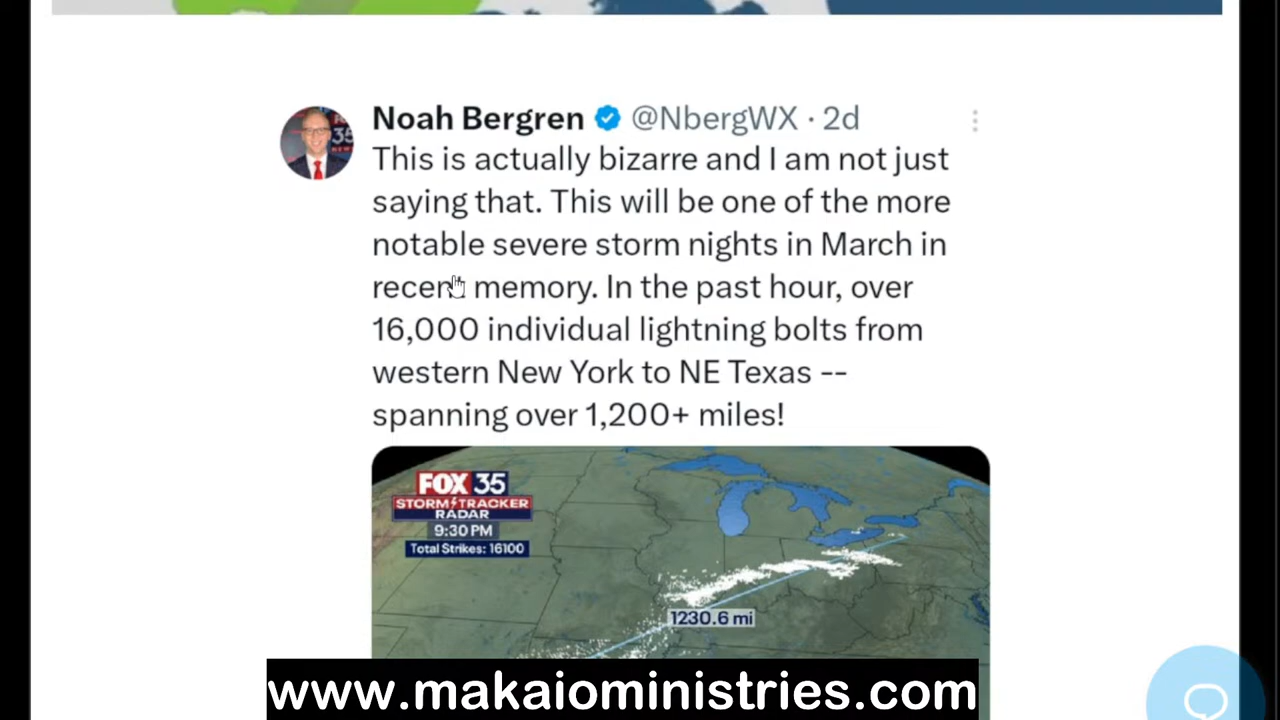 Noah Bergren @NbergWX · 2d
This is actually bizarre and I am not just
saying that. This will be one of the more
notable severe storm nights in March in
recent memory. In the past hour, over
16,000 individual lightning bolts from
western New York to NE Texas --
spanning over 1,200+ miles!
FOX 35
STORM TRACKER
RADAR
9:30 PM
Total Strikes: 16100
1230.6 mi
www.makaiomini​stries.com